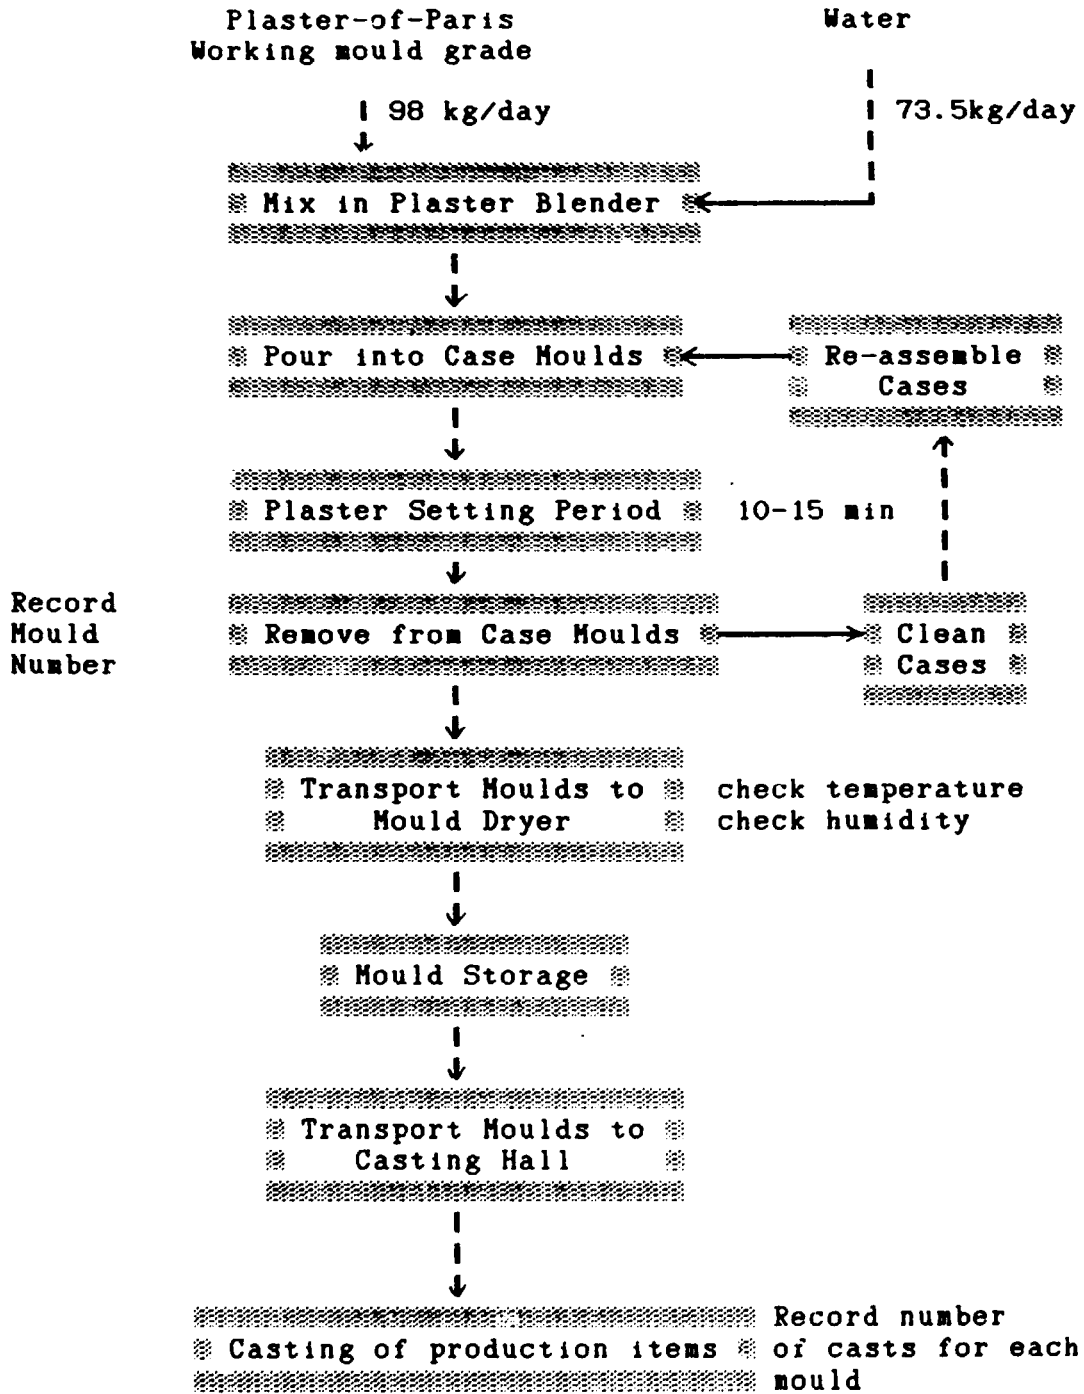 Plaster-of-Paris
Working mould grade
Water
98 kg/day
73.5kg/day
Mix in Plaster Blender
Pour into Case Moulds
Re-assemble
Cases
Plaster Setting Period
10-15 min
Record
Mould
Number
Remove from Case Moulds
Clean
Cases
Transport Moulds to
Mould Dryer
check temperature
check humidity
Mould Storage
Transport Moulds to
Casting Hall
Casting of production items
Record number
of casts for each
mould